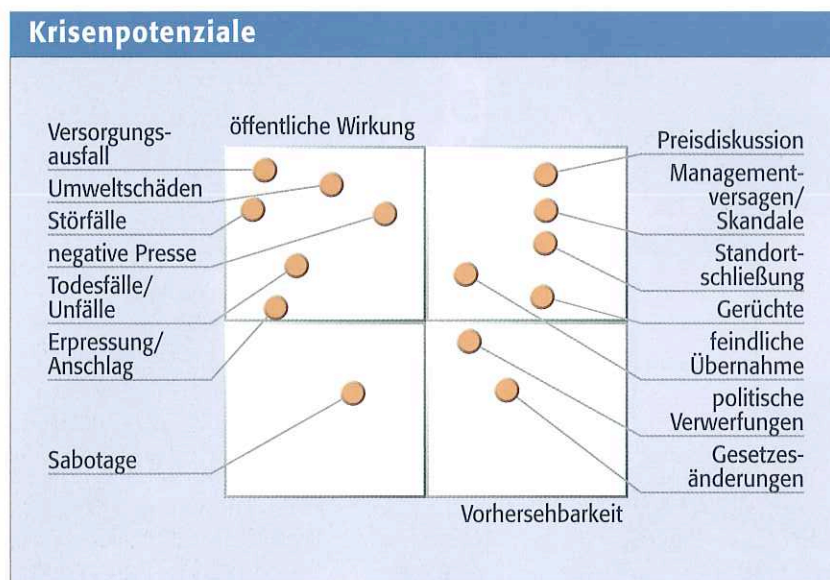 Krisenpotenziale
öffentliche Wirkung
Versorgungs-
ausfall
Umweltschäden
Störfälle
negative Presse
Todesfälle/
Unfälle
Erpressung/
Anschlag
Sabotage
Preisdiskussion
Management-
versagen/
Skandale
Standort-
schließung
Gerüchte
feindliche
Übernahme
politische
Verwerfungen
Gesetzes-
änderungen
Vorhersehbarkeit